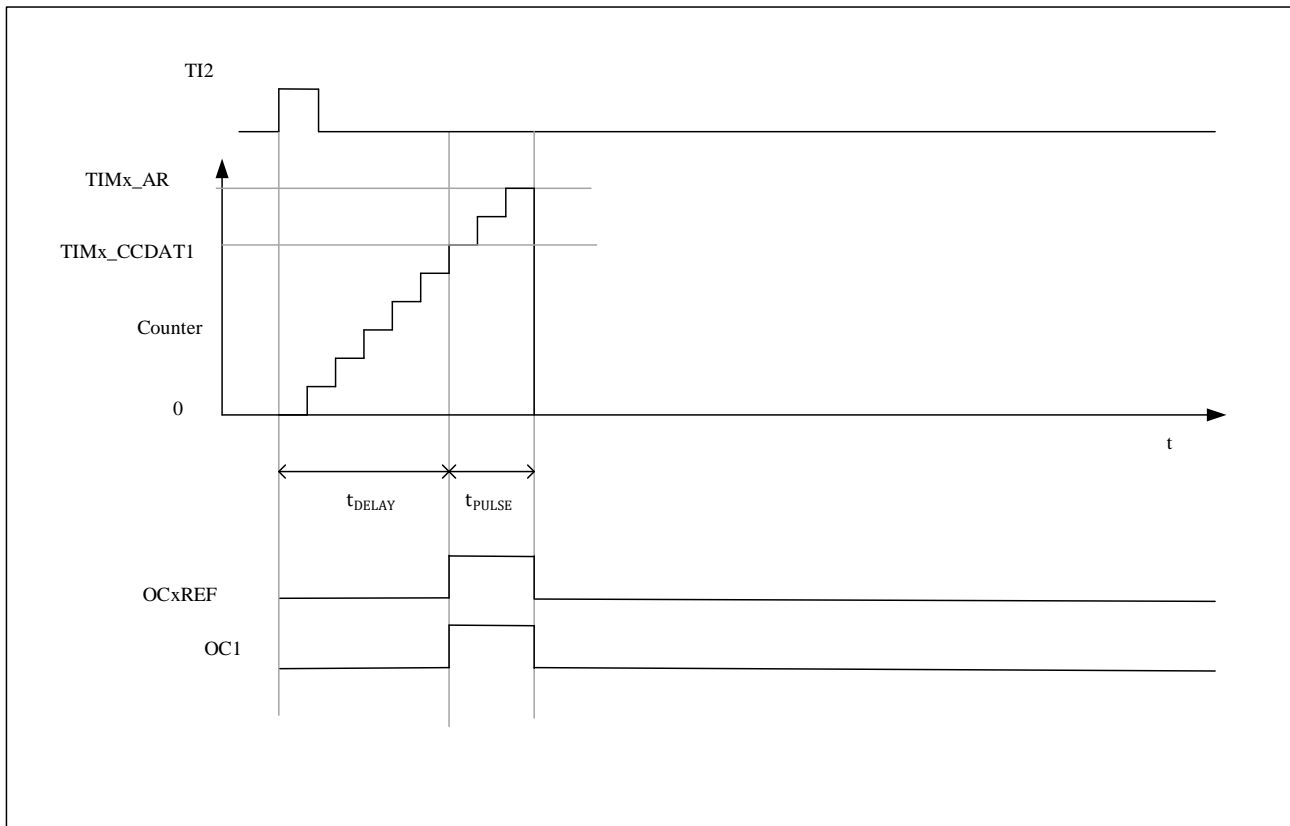 TI2
TIMx_AR
TIMx_CCDAT1
Counter
0
t
tDELAY
tPULSE
OCxREF
OC1